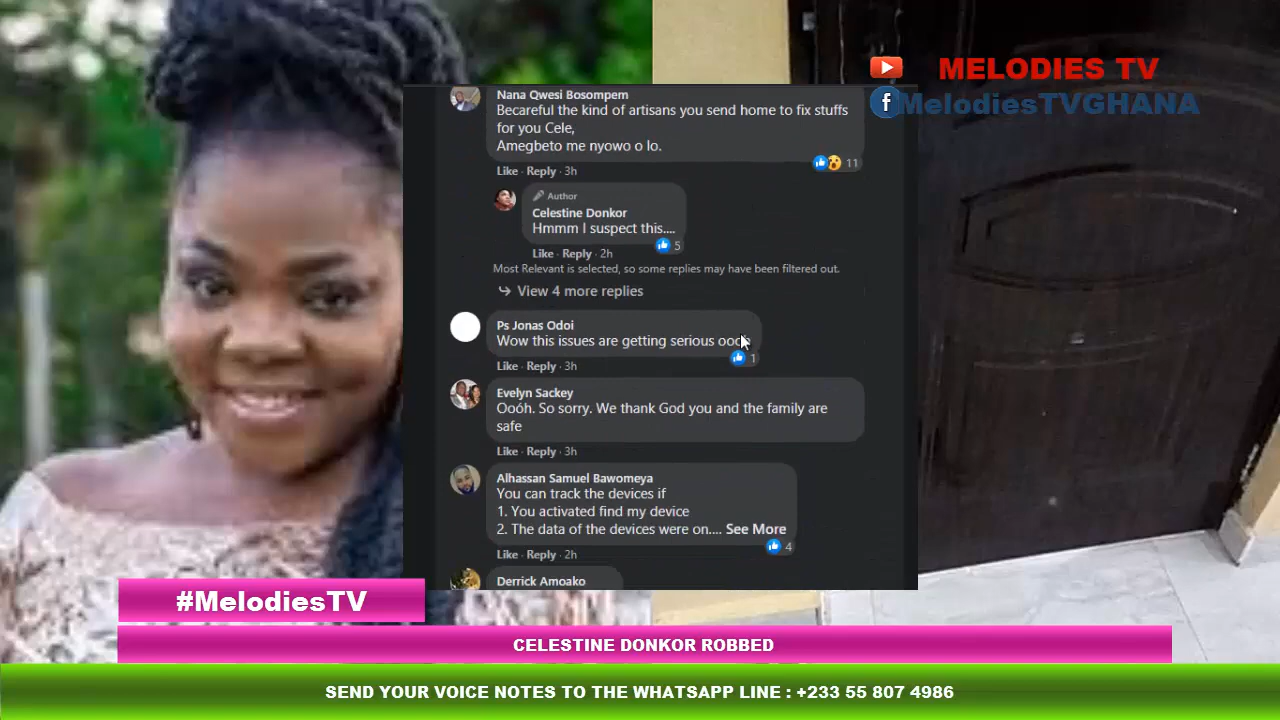 MELODIES TV
MelodiesTVGHANA
Nana Qwesi Bosompem
Becareful the kind of artisans you send home to fix stuffs
for you Cele,
Amegbeto me nyowo o lo.
11
Like · Reply · 3h
Author
Celestine Donkor
Hmmm I suspect this....
5
Like · Reply · 2h
Most Relevant is selected, so some replies may have been filtered out.
View 4 more replies
Ps Jonas Odoi
Wow this issues are getting serious
1
Like · Reply · 3h
Evelyn Sackey
Ooóh. So sorry. We thank God you and the family are
safe
Like · Reply · 3h
Alhassan Samuel Bawomeya
You can track the devices if
1. You activated find my device
2. The data of the devices were on.... See More
4
Like · Reply · 2h
Derrick Amoako
#MelodiesTV
CELESTINE DONKOR ROBBED
SEND YOUR VOICE NOTES TO THE WHATSAPP LINE : +233 55 807 4986